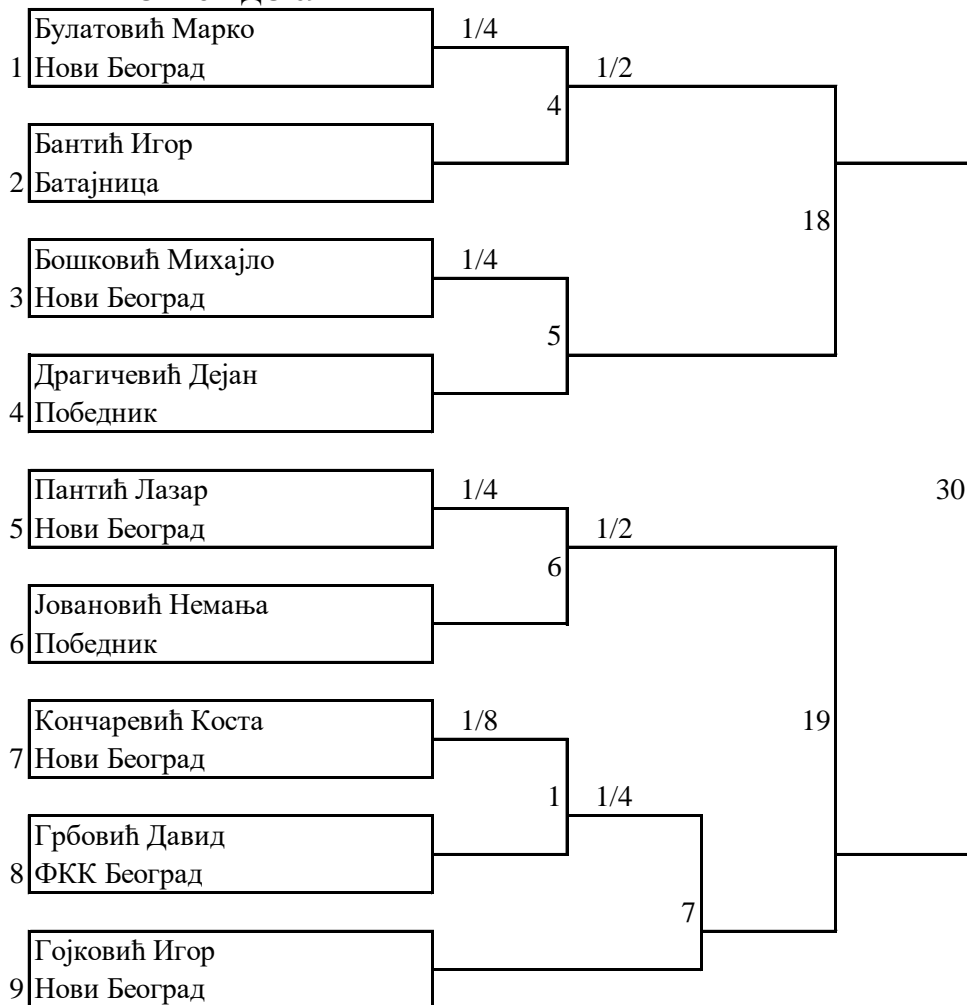 Булатовић Марко 1/4
1 Нови Београд 1/2
4
Бантић Игор
2 Батајница
18
Бошковић Михајло 1/4
3 Нови Београд
5
Драгичевић Дејан
4 Победник
Пантић Лазар 1/4 30
5 Нови Београд 1/2
6
Јовановић Немања
6 Победник
Кончаревић Коста 1/8 19
7 Нови Београд
1 1/4
Грбовић Давид
8 ФКК Београд
7
Гојковић Игор
9 Нови Београд